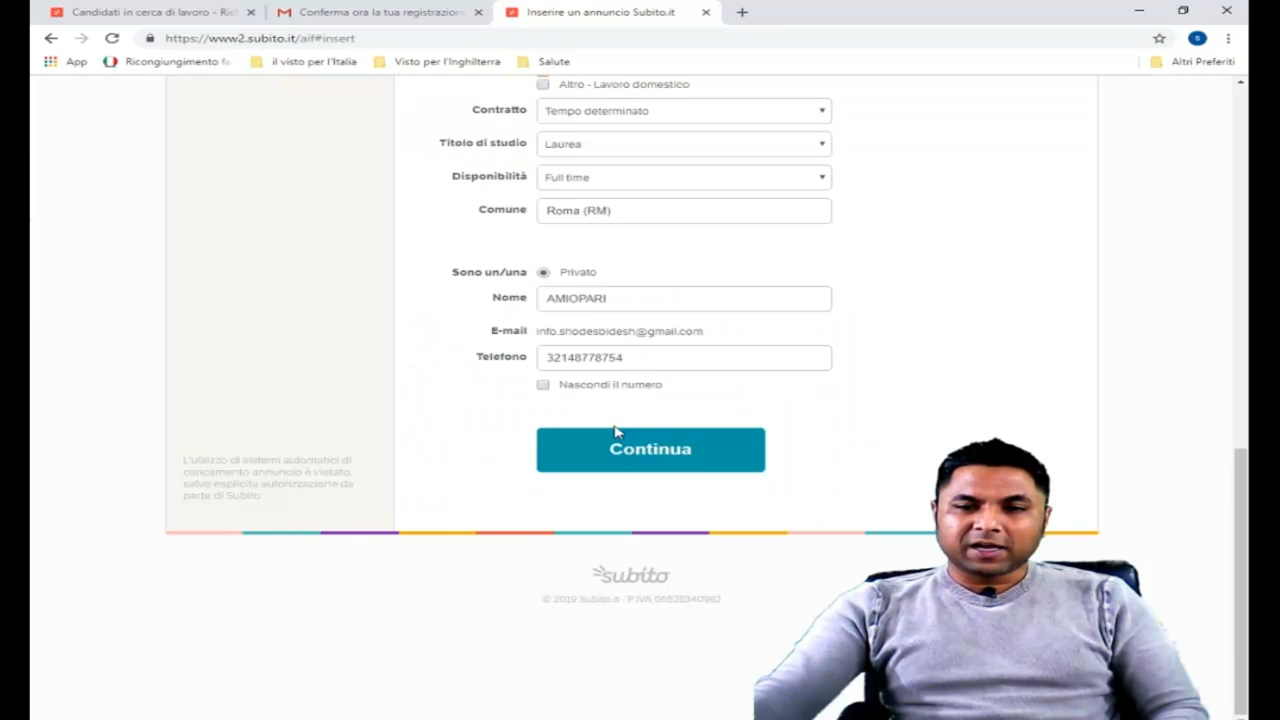 Candidati in cerca di lavoro - Rist
Conferma ora la tua registrazione
Inserire un annuncio Subito.it
https://www2.subito.it/aif#insert
App
Ricongiungimento fa
il visto per l'Italia
Visto per l'Inghilterra
Salute
Altri Preferiti
Altro - Lavoro domestico
Contratto Tempo determinato
Titolo di studio Laurea
Disponibilità Full time
Comune Roma (RM)
Sono un/una Privato
Nome AMIOPARI
E-mail info.shodesbidesh@gmail.com
Telefono 32148778754
Nascondi il numero
Continua
L'utilizzo di sistemi automatici di
caricamento annuncio è vietato,
salvo esplicita autorizzazione da
parte di Subito
subito
© 2019 Subito.it - P.IVA 05526340962